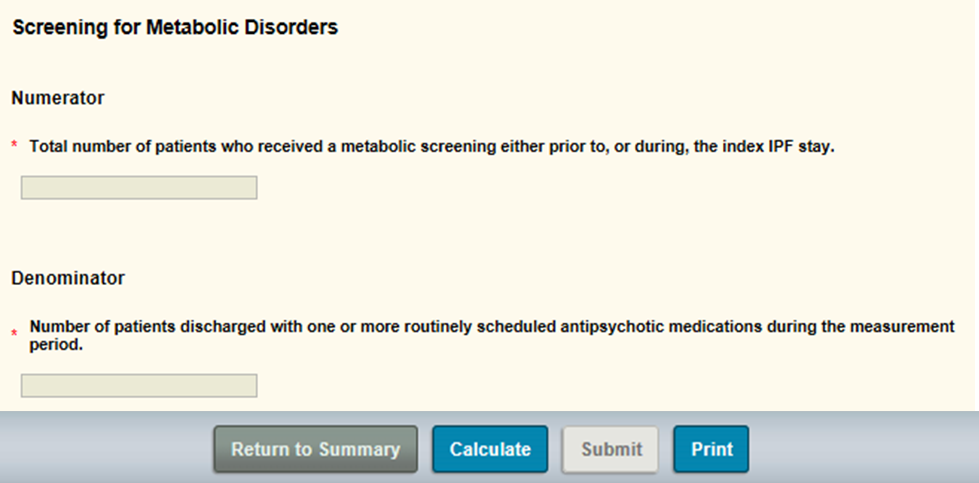 Screening for Metabolic Disorders
Numerator
* Total number of patients who received a metabolic screening either prior to, or during, the index IPF stay.
Denominator
* Number of patients discharged with one or more routinely scheduled antipsychotic medications during the measurement
period.
Return to Summary Calculate Submit Print